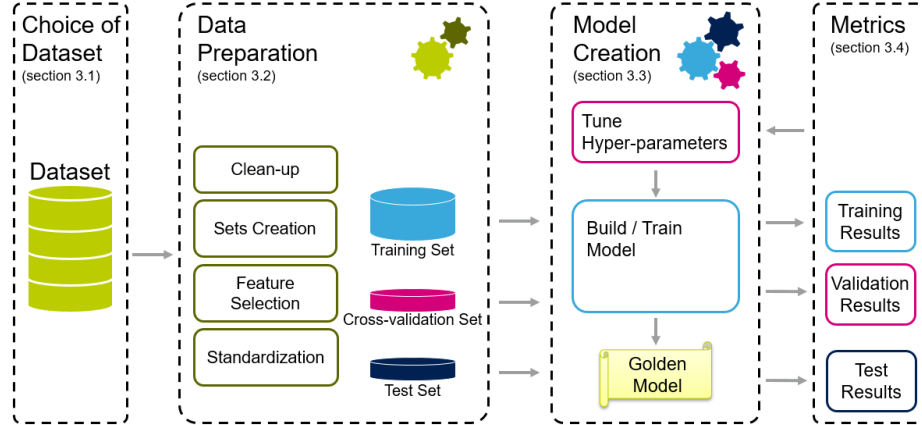 Choice of
Dataset
(section 3.1)
Dataset
Data
Preparation
(section 3.2)
Clean-up
Sets Creation
Feature
Selection
Standardization
Training Set
Cross-validation Set
Test Set
Model
Creation
(section 3.3)
Tune
Hyper-parameters
Build / Train
Model
Golden
Model
Metrics
(section 3.4)
Training
Results
Validation
Results
Test
Results